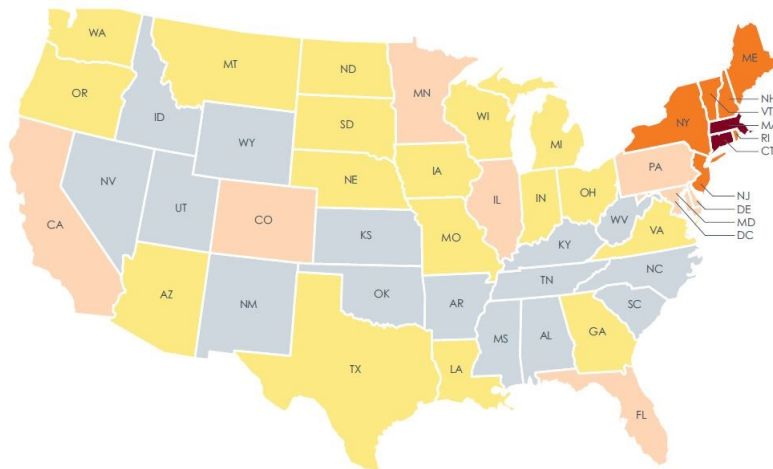 WA
MT
ND
MN
ME
OR
ID
SD
WI
NH
VT
NY
MA
WY
MI
RI
CT
IA
PA
NE
NV
IL
IN
OH
NJ
UT
DE
CA
CO
WV
MD
VA
DC
KS
MO
KY
NC
TN
AZ
OK
NM
AR
SC
MS
AL
GA
TX
LA
FL